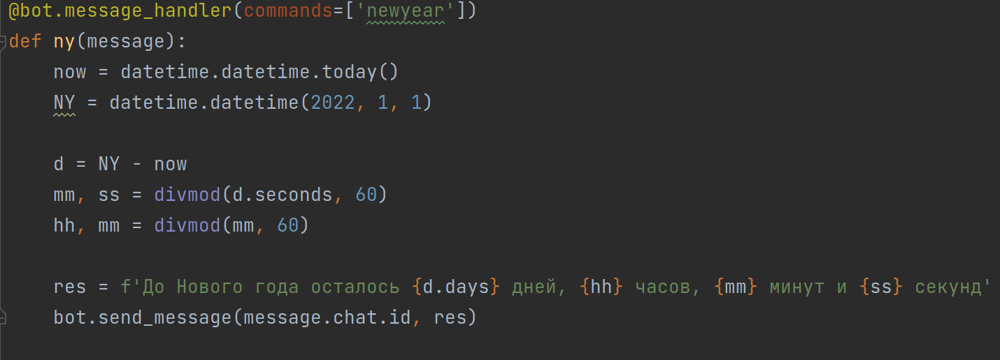 @bot.message_handler(commands=['newyear'])
def ny(message):
    now = datetime.datetime.today()
    NY = datetime.datetime(2022, 1, 1)
    d = NY - now
    mm, ss = divmod(d.seconds, 60)
    hh, mm = divmod(mm, 60)
    res = f'До Нового года осталось {d.days} дней, {hh} часов, {mm} минут и {ss} секунд'
    bot.send_message(message.chat.id, res)